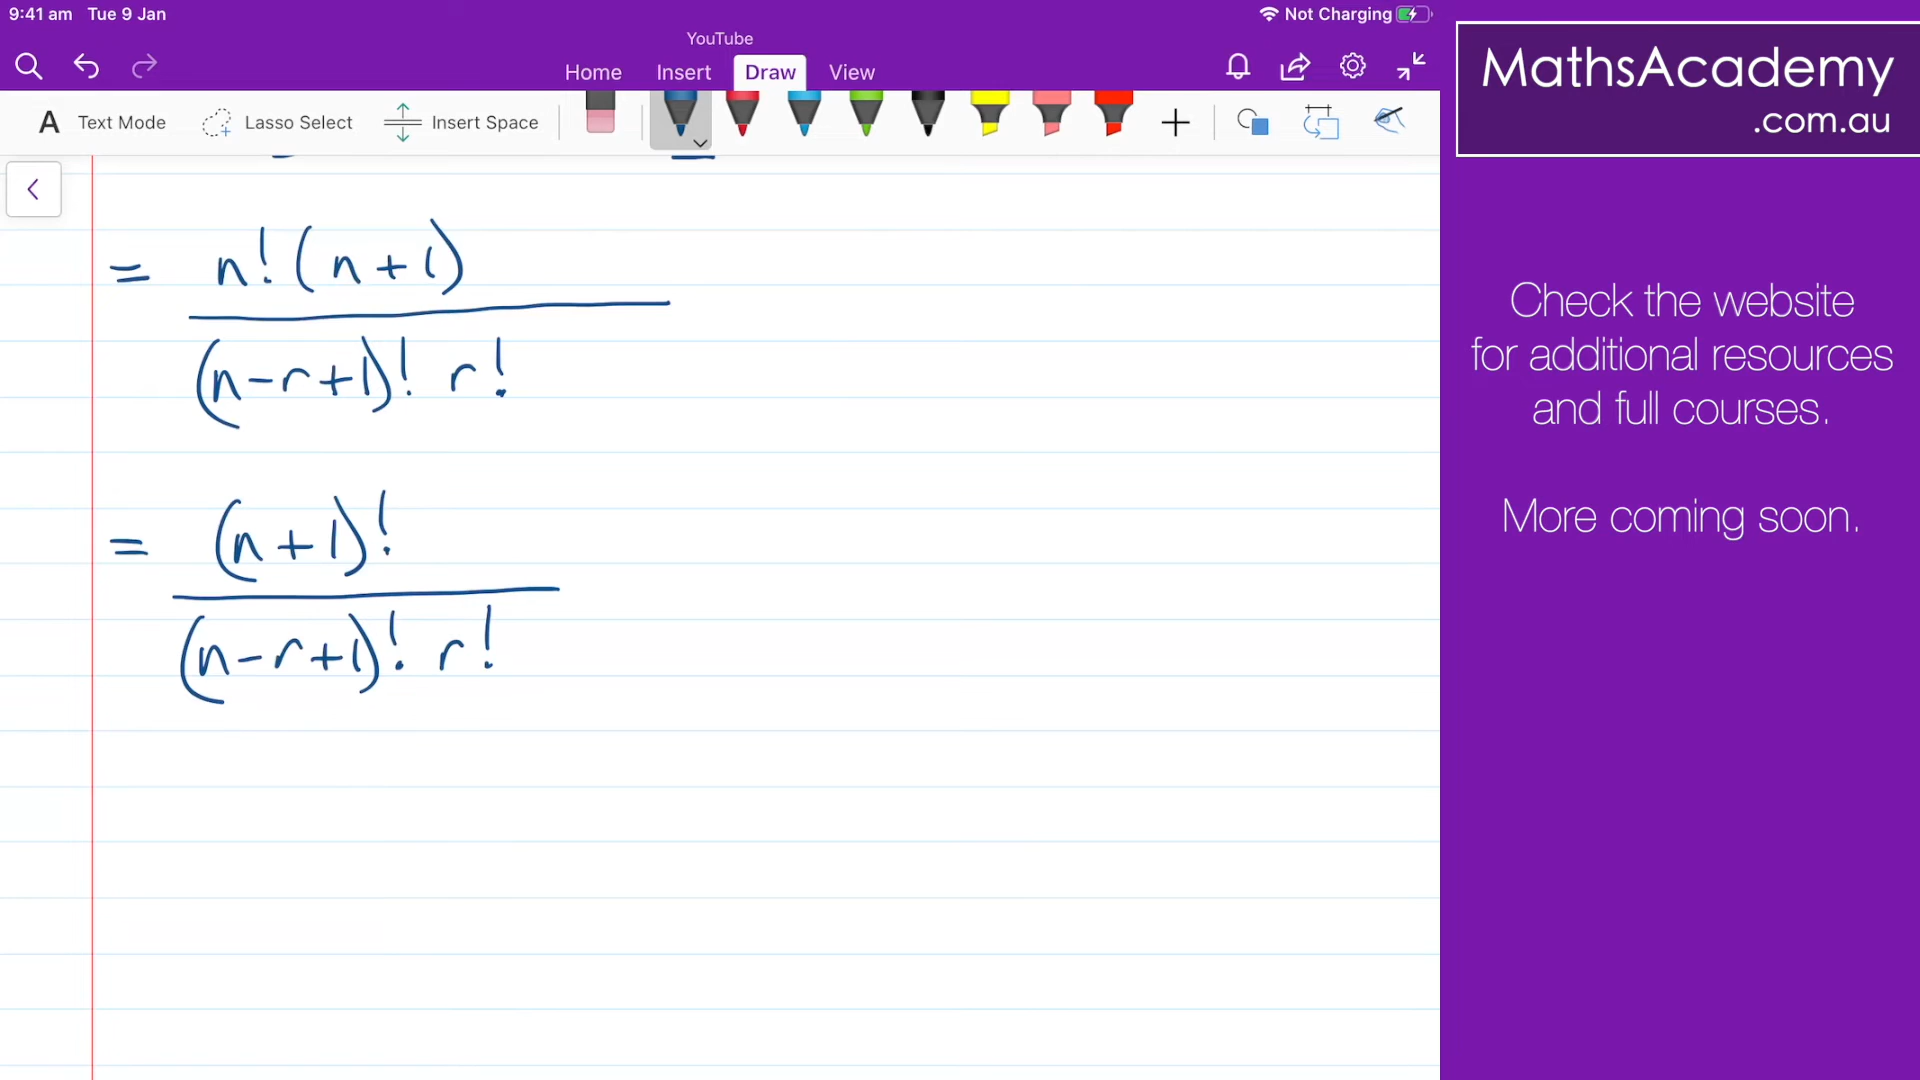 9:41 am Tue 9 Jan
Not Charging
YouTube
Home Insert Draw View
A Text Mode Lasso Select Insert Space
= n!(n+1)
(n-r+1)! r!
= (n+1)!
(n-r+1)! r!
MathsAcademy
.com.au
Check the website
for additional resources
and full courses.
More coming soon.